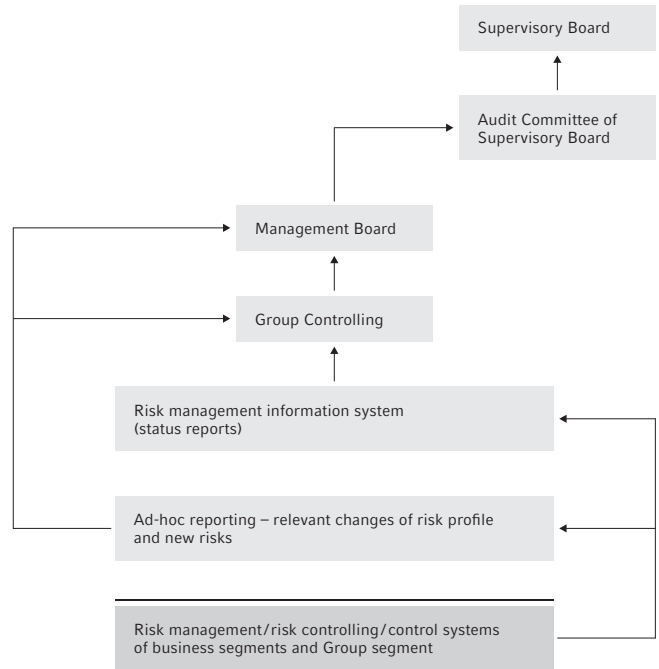 Supervisory Board
Audit Committee of
Supervisory Board
Management Board
Group Controlling
Risk management information system
(status reports)
Ad-hoc reporting – relevant changes of risk profile
and new risks
Risk management/risk controlling/control systems
of business segments and Group segment